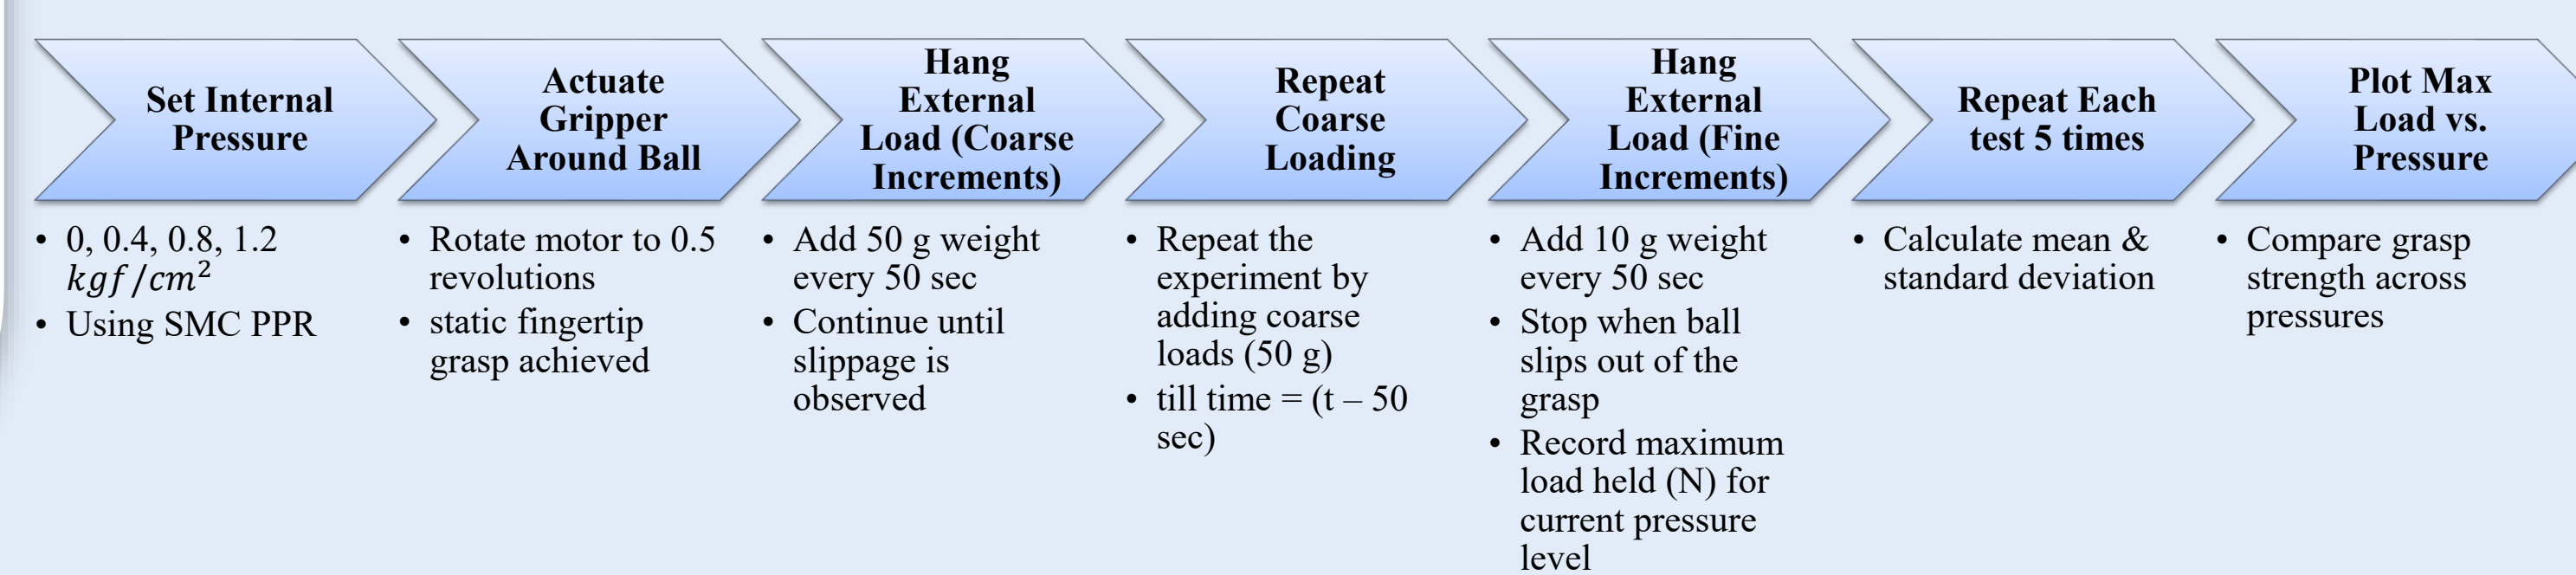 Set Internal
Pressure
• 0, 0.4, 0.8, 1.2
kgf/cm²
• Using SMC PPR
Actuate
Gripper
Around Ball
• Rotate motor to 0.5
revolutions
• static fingertip
grasp achieved
Hang
External
Load (Coarse
Increments)
• Add 50 g weight
every 50 sec
• Continue until
slippage is
observed
Repeat
Coarse
Loading
• Repeat the
experiment by
adding coarse
loads (50 g)
• till time = (t – 50
sec)
Hang
External
Load (Fine
Increments)
• Add 10 g weight
every 50 sec
• Stop when ball
slips out of the
grasp
• Record maximum
load held (N) for
current pressure
level
Repeat Each
test 5 times
• Calculate mean &
standard deviation
Plot Max
Load vs.
Pressure
• Compare grasp
strength across
pressures